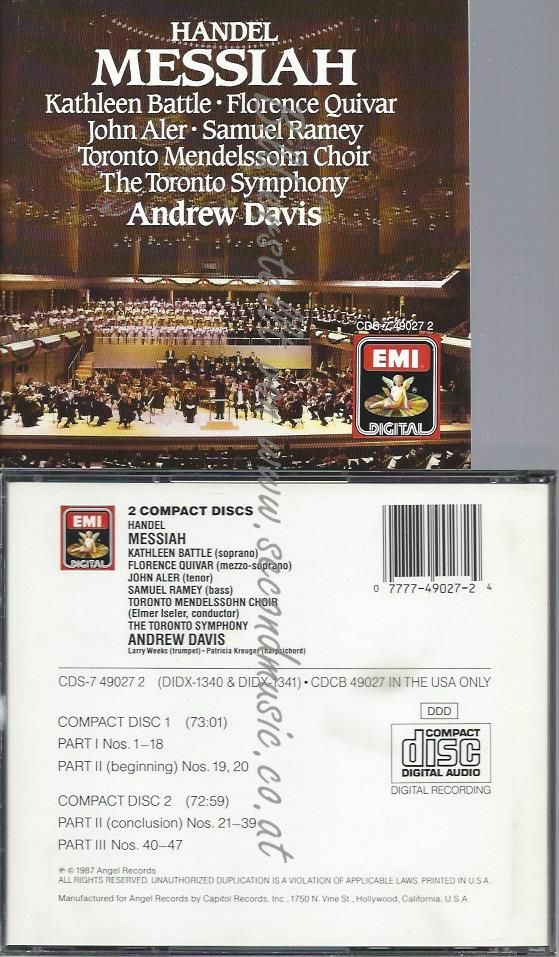 HANDEL
MESSIAH
Kathleen Battle · Florence Quivar
John Aler · Samuel Ramey
Toronto Mendelssohn Choir
The Toronto Symphony
Andrew Davis
CDS-7 49027 2
EMI
DIGITAL
EMI
DIGITAL
2 COMPACT DISCS
HANDEL
MESSIAH
KATHLEEN BATTLE (soprano)
FLORENCE QUIVAR (mezzo-soprano)
JOHN ALER (tenor)
SAMUEL RAMEY (bass)
TORONTO MENDELSSOHN CHOIR
(Elmer Iseler, conductor)
THE TORONTO SYMPHONY
ANDREW DAVIS
Larry Weeks (trumpet) · Patricia Kreuger (harpsichord)
0 7777-49027-2 4
CDS-7 49027 2 (DIDX-1340 & DIDX-1341) · CDCB 49027 IN THE USA ONLY
COMPACT DISC 1 (73:01)
PART I Nos. 1–18
PART II (beginning) Nos. 19, 20
COMPACT DISC 2 (72:59)
PART II (conclusion) Nos. 21–39
PART III Nos. 40–47
DDD
COMPACT
disc
DIGITAL AUDIO
DIGITAL RECORDING
℗ © 1987 Angel Records
ALL RIGHTS RESERVED. UNAUTHORIZED DUPLICATION IS A VIOLATION OF APPLICABLE LAWS. PRINTED IN U.S.A.
Manufactured for Angel Records by Capitol Records, Inc., 1750 N. Vine St., Hollywood, California, U.S.A.
www.secondmusic.co.at